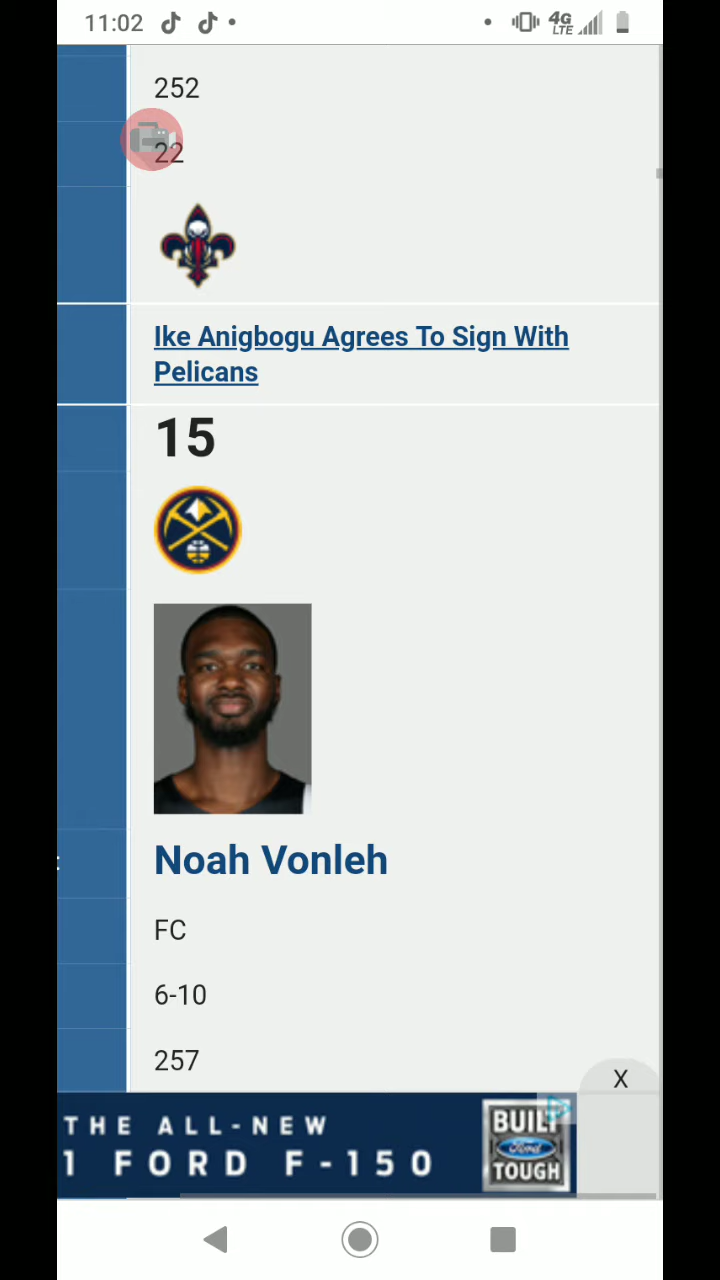 11:02
4G
LTE
252
22
Ike Anigbogu Agrees To Sign With
Pelicans
15
Noah Vonleh
FC
6-10
257
X
THE ALL-NEW
1 FORD F-150
BUILT
Ford
TOUGH